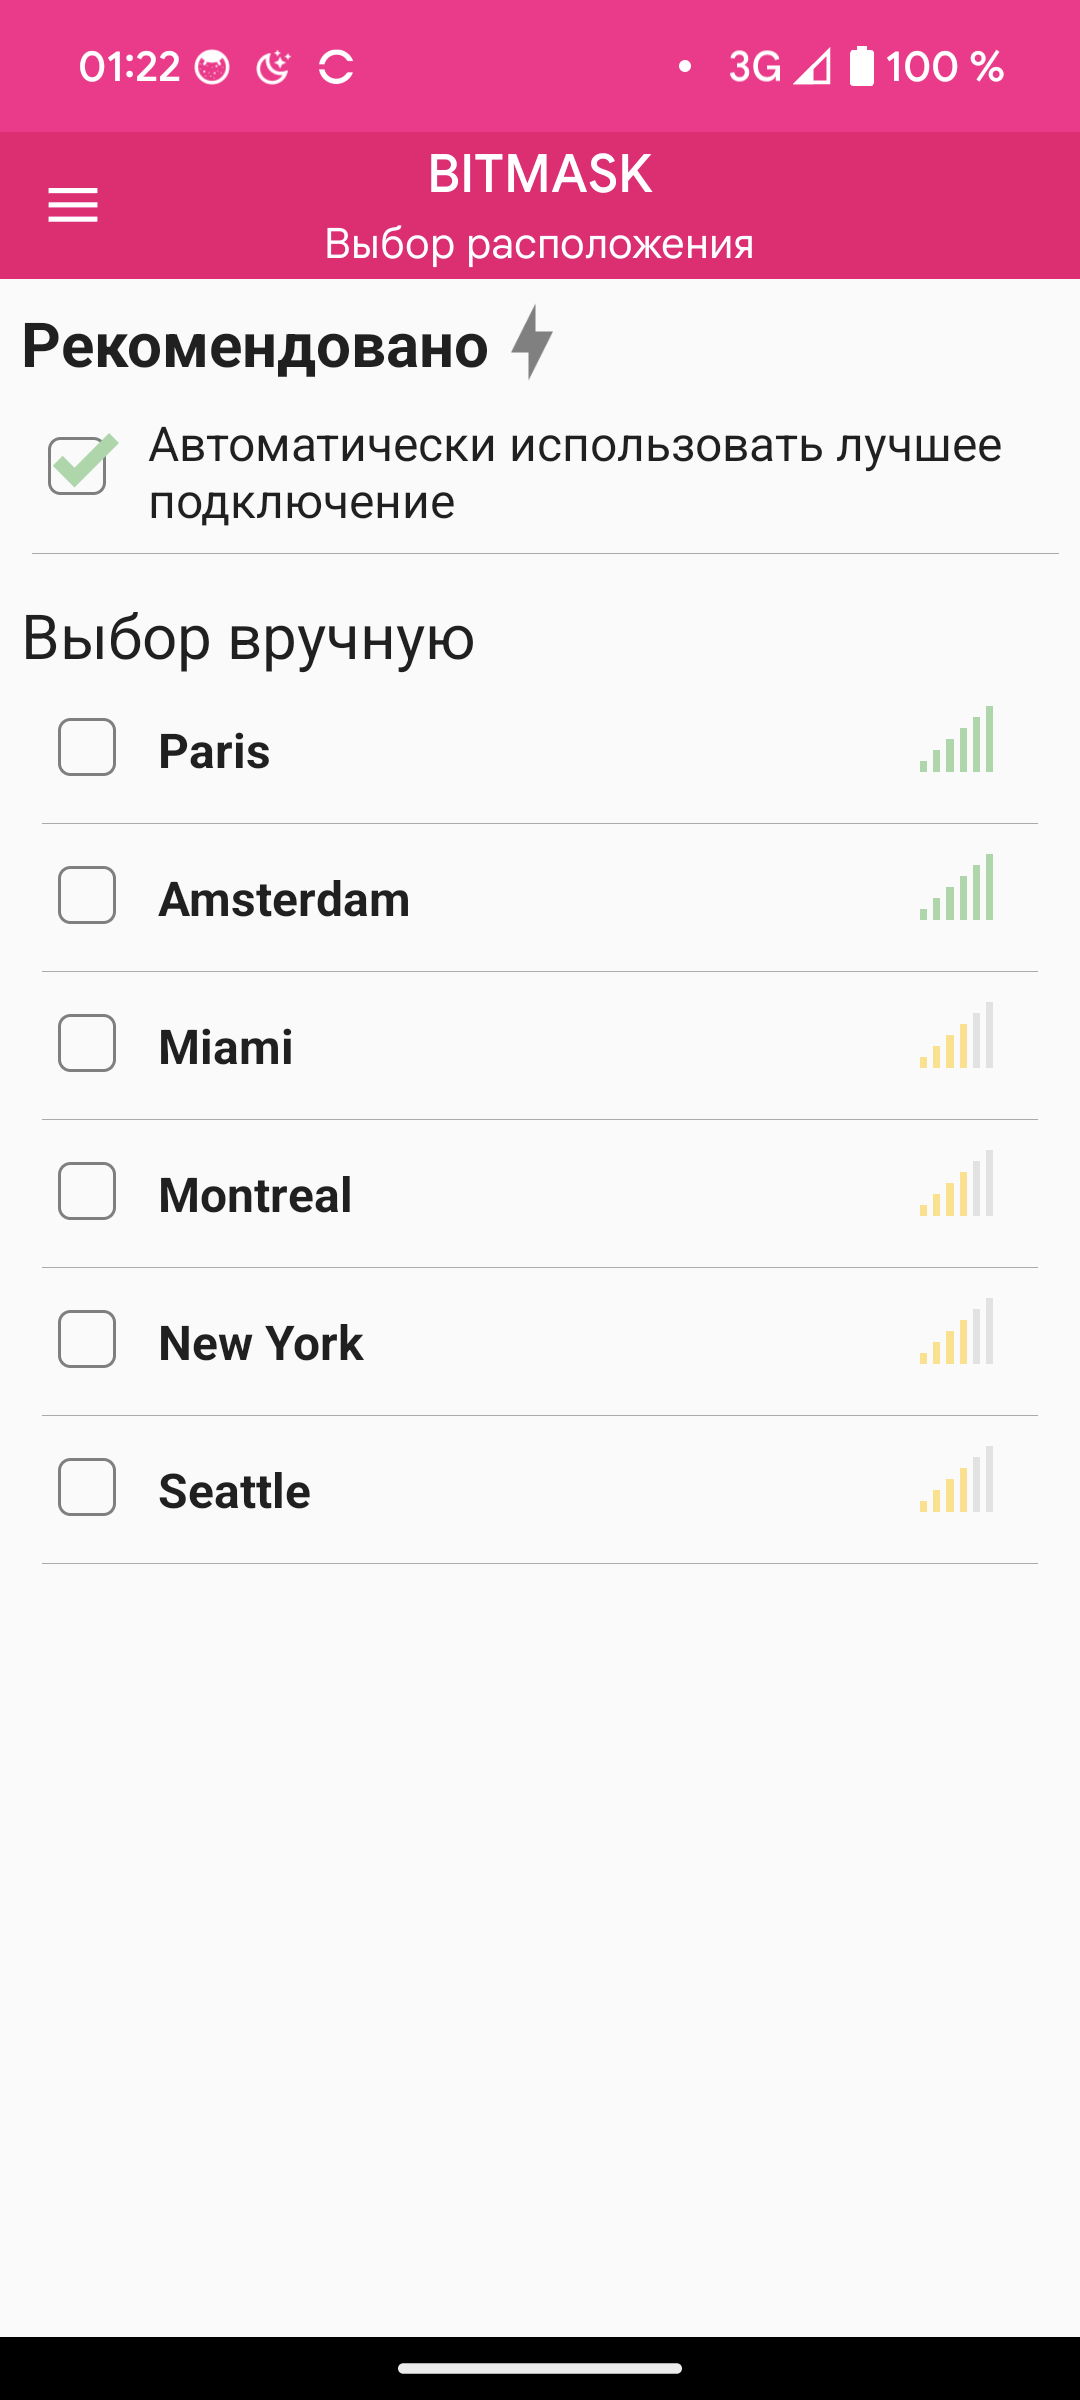 01:22
3G 100 %
BITMASK
Выбор расположения
Рекомендовано
Автоматически использовать лучшее
подключение
Выбор вручную
Paris
Amsterdam
Miami
Montreal
New York
Seattle